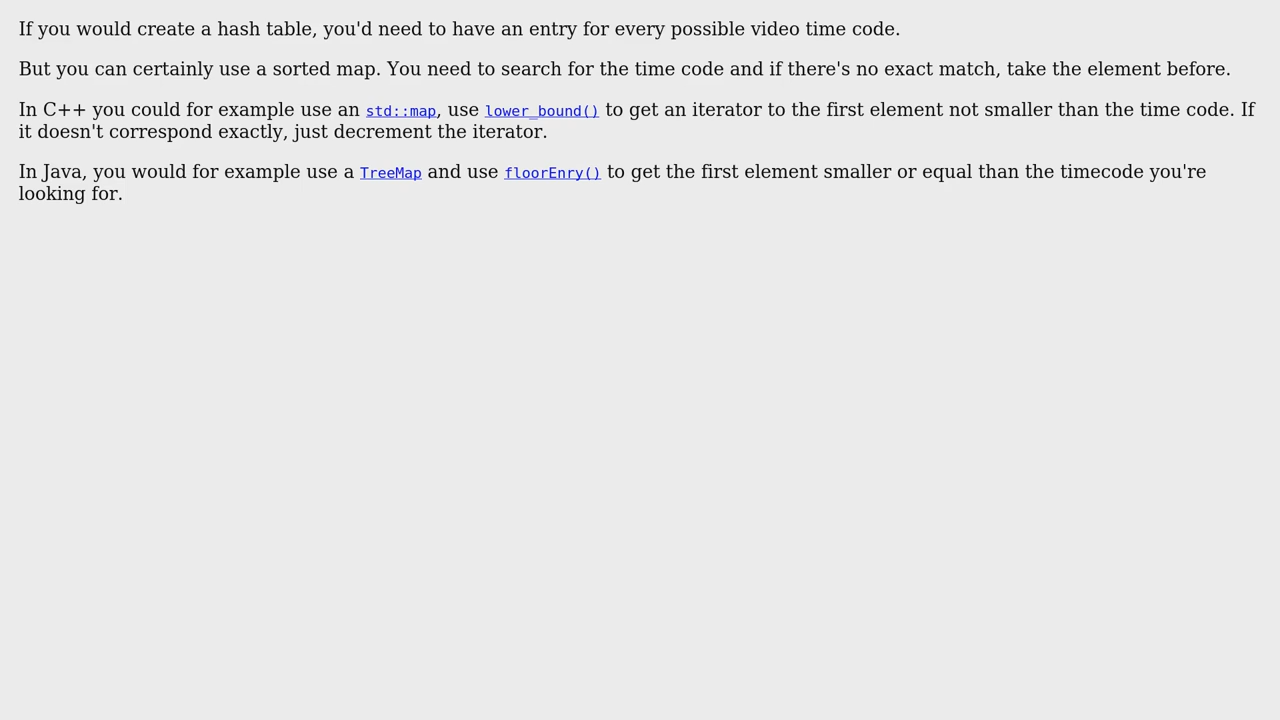 If you would create a hash table, you'd need to have an entry for every possible video time code.
But you can certainly use a sorted map. You need to search for the time code and if there's no exact match, take the element before.
In C++ you could for example use an std::map, use lower_bound() to get an iterator to the first element not smaller than the time code. If
it doesn't correspond exactly, just decrement the iterator.
In Java, you would for example use a TreeMap and use floorEnry() to get the first element smaller or equal than the timecode you're
looking for.